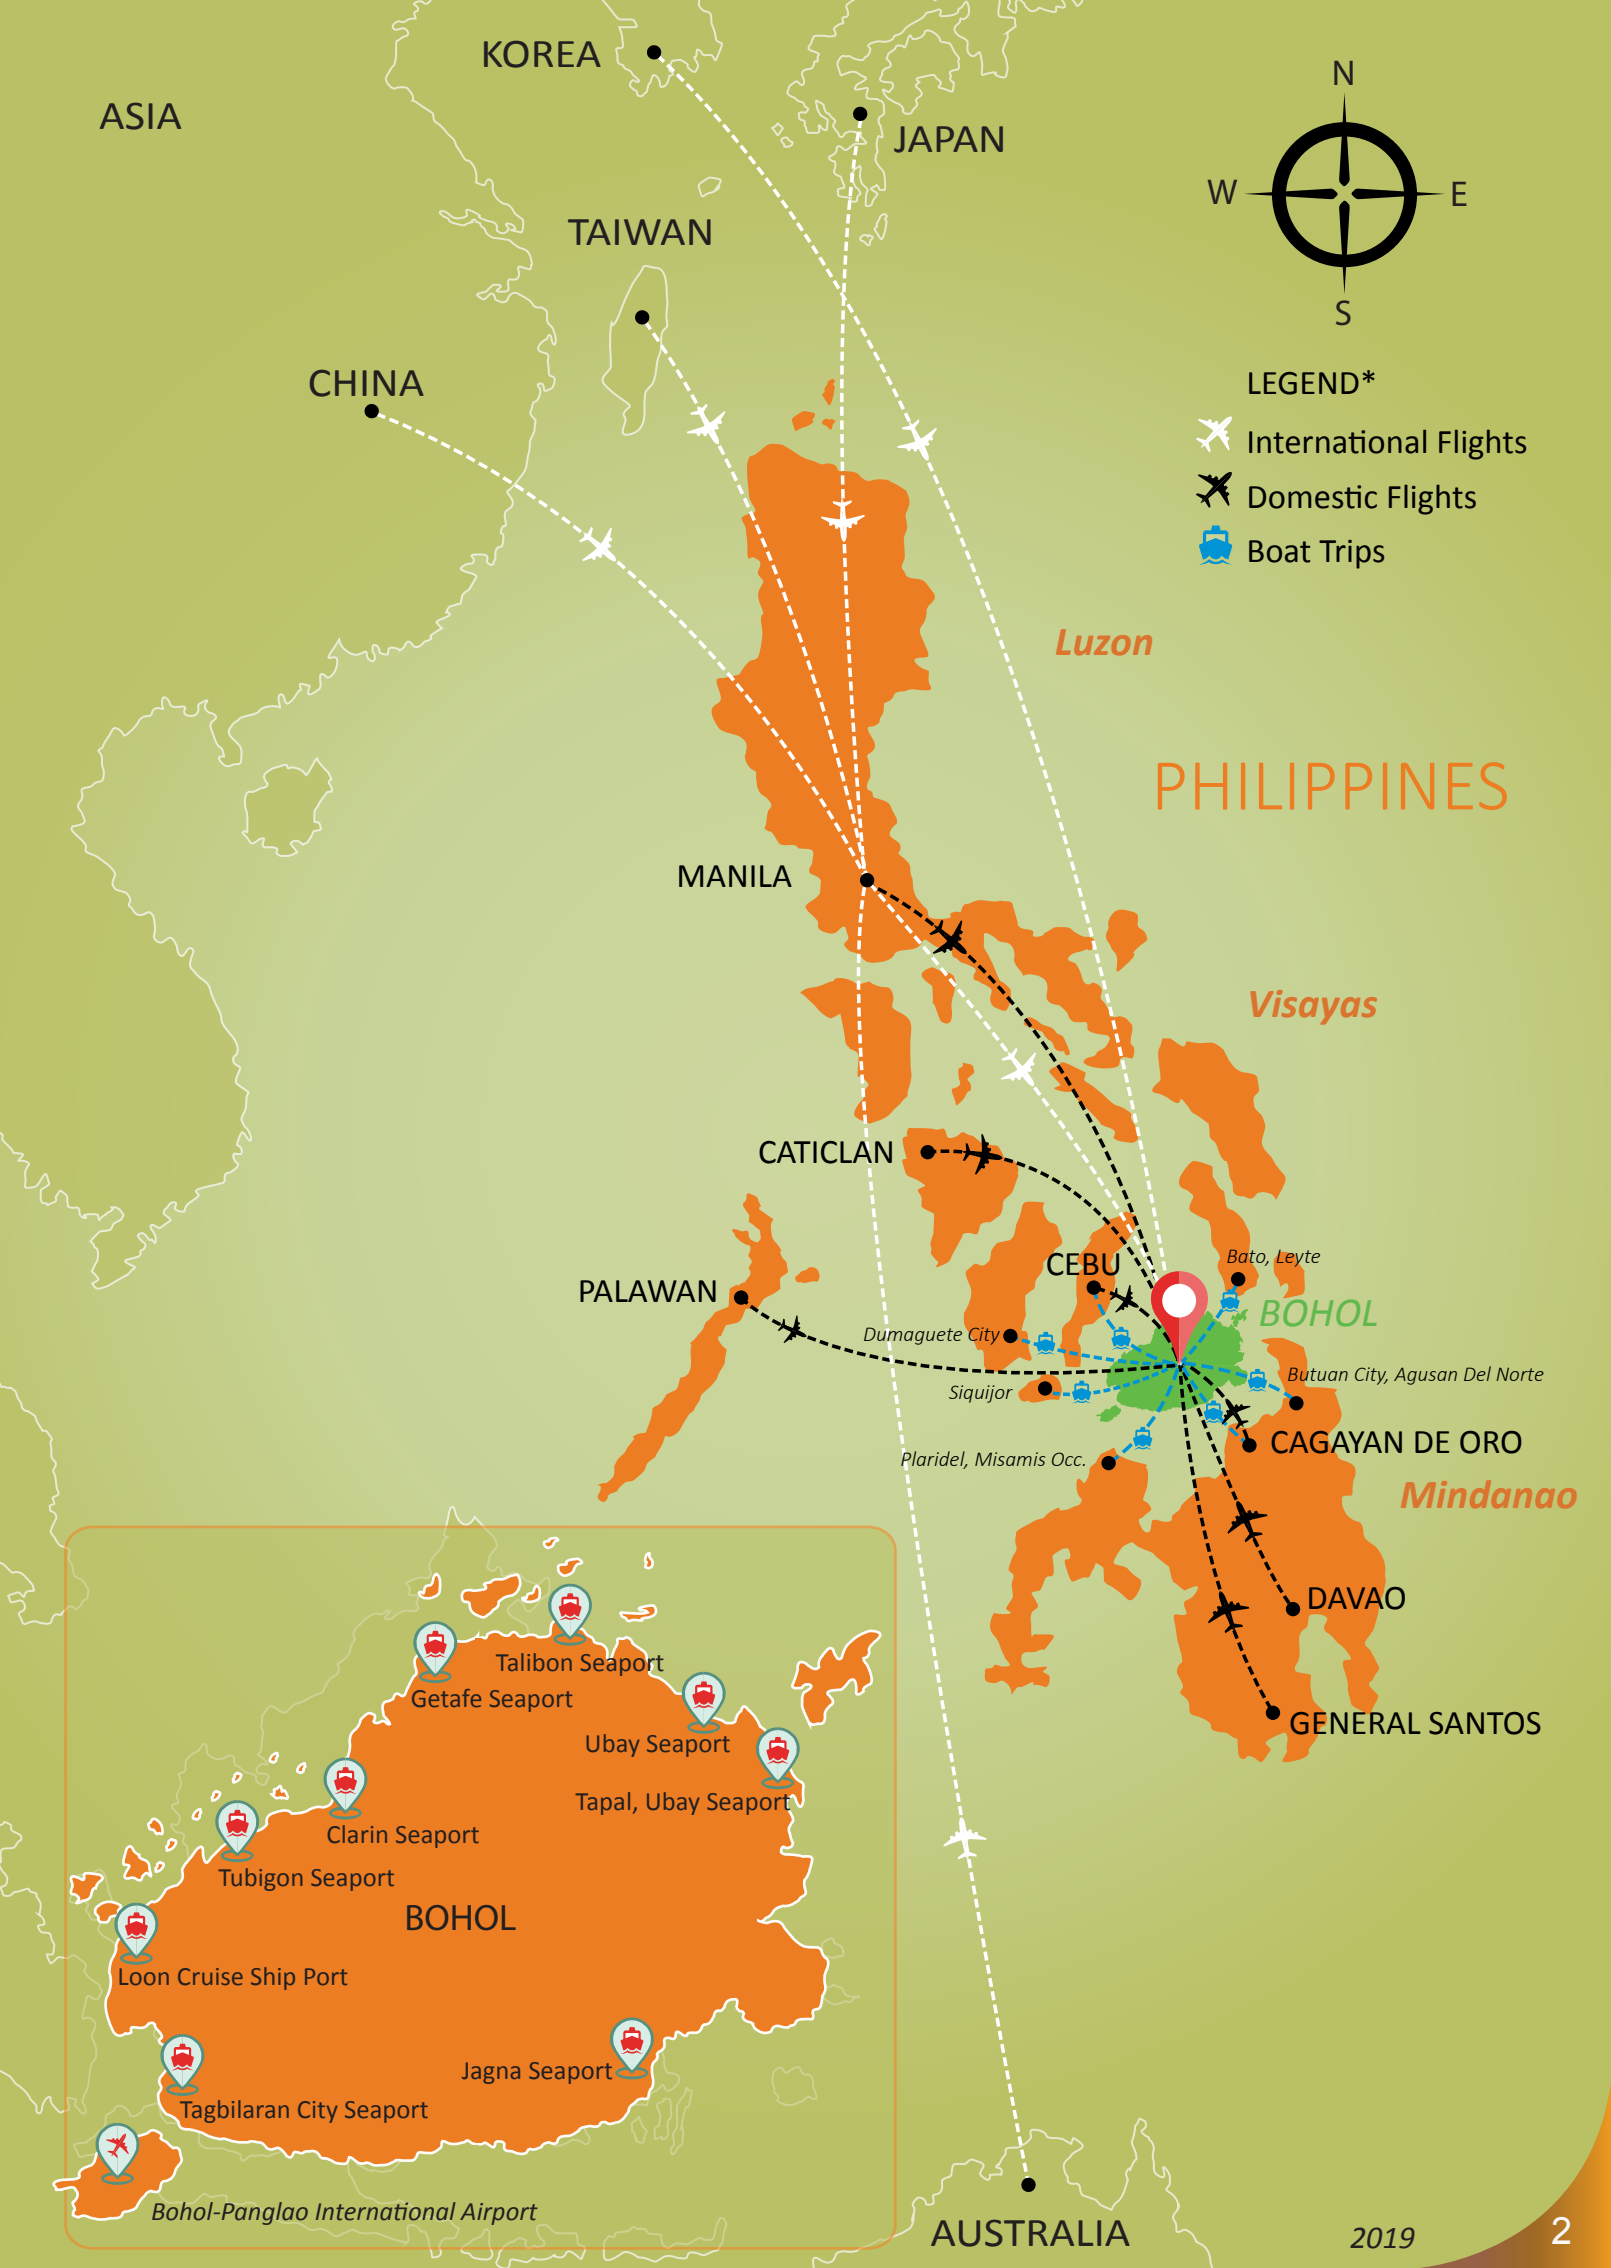 KOREA
ASIA
JAPAN
TAIWAN
CHINA
N
W
E
S
LEGEND*
International Flights
Domestic Flights
Boat Trips
Luzon
PHILIPPINES
MANILA
Visayas
CATICLAN
CEBU
Bato, Leyte
PALAWAN
BOHOL
Dumaguete City
Siquijor
Butuan City, Agusan Del Norte
CAGAYAN DE ORO
Plaridel, Misamis Occ.
Mindanao
DAVAO
GENERAL SANTOS
Talibon Seaport
Getafe Seaport
Ubay Seaport
Tapal, Ubay Seaport
Clarin Seaport
Tubigon Seaport
BOHOL
Loon Cruise Ship Port
Jagna Seaport
Tagbilaran City Seaport
Bohol-Panglao International Airport
AUSTRALIA
2019
2